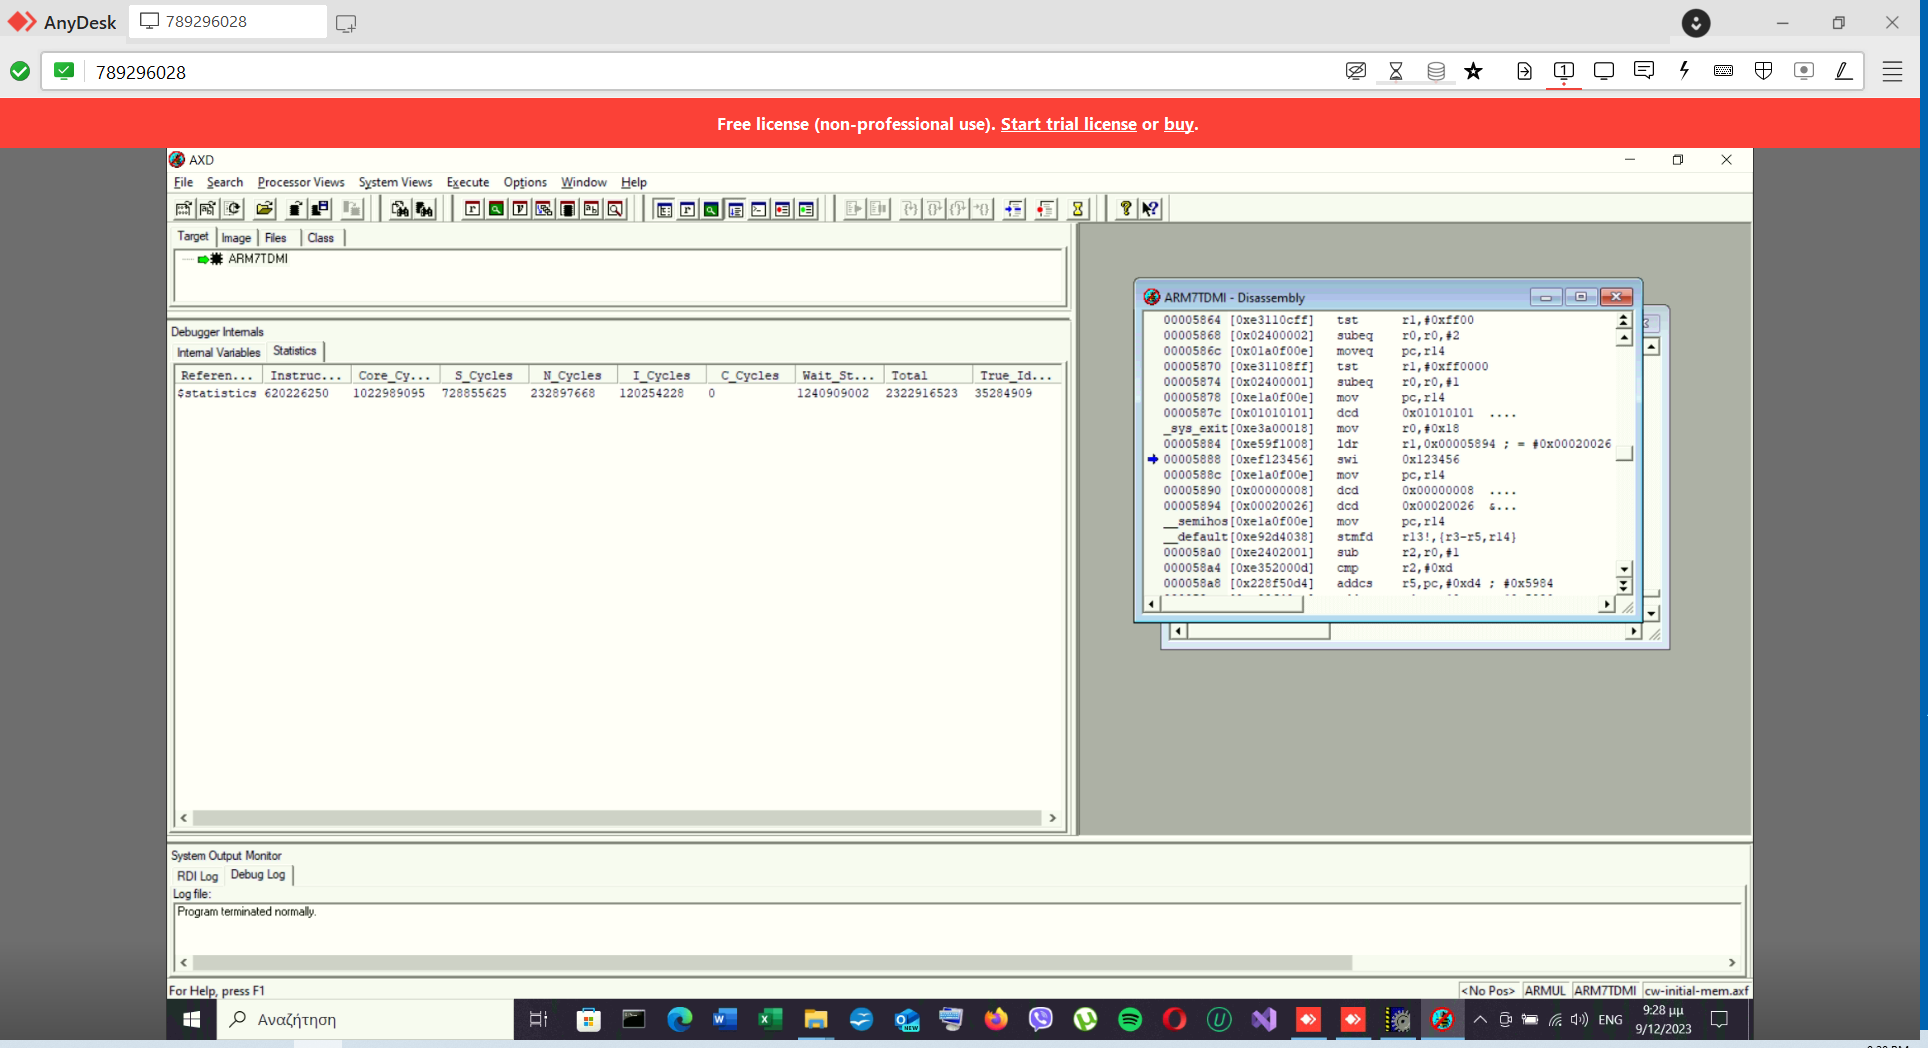 AnyDesk 789296028
789296028
Free license (non-professional use). Start trial license or buy.
AXD
File Search Processor Views System Views Execute Options Window Help
Target Image Files Class
ARM7TDMI
Debugger Internals
Internal Variables Statistics
Referen... Instruc... Core_Cy... S_Cycles N_Cycles I_Cycles C_Cycles Wait_St... Total True_Id...
$statistics 620226250 1022989095 728855625 232897668 120254228 0 1240909002 2322916523 35284909
ARM7TDMI - Disassembly
00005864 [0xe3110cff] tst r1,#0xff00
00005868 [0x02400002] subeq r0,r0,#2
0000586c [0x01a0f00e] moveq pc,r14
00005870 [0xe31108ff] tst r1,#0xff0000
00005874 [0x02400001] subeq r0,r0,#1
00005878 [0xe1a0f00e] mov pc,r14
0000587c [0x01010101] dcd 0x01010101 ....
_sys_exit[0xe3a00018] mov r0,#0x18
00005884 [0xe59f1008] ldr r1,0x00005894 ; = #0x00020026
00005888 [0xef123456] swi 0x123456
0000588c [0xe1a0f00e] mov pc,r14
00005890 [0x00000008] dcd 0x00000008 ....
00005894 [0x00020026] dcd 0x00020026 &...
__semihos[0xe1a0f00e] mov pc,r14
__default[0xe92d4038] stmfd r13!,{r3-r5,r14}
000058a0 [0xe2402001] sub r2,r0,#1
000058a4 [0xe352000d] cmp r2,#0xd
000058a8 [0x228f50d4] addcs r5,pc,#0xd4 ; #0x5984
System Output Monitor
RDI Log Debug Log
Log file:
Program terminated normally.
For Help, press F1
<No Pos> ARMUL ARM7TDMI cw-initial-mem.axf
Αναζήτηση
ENG
9:28 μμ
9/12/2023